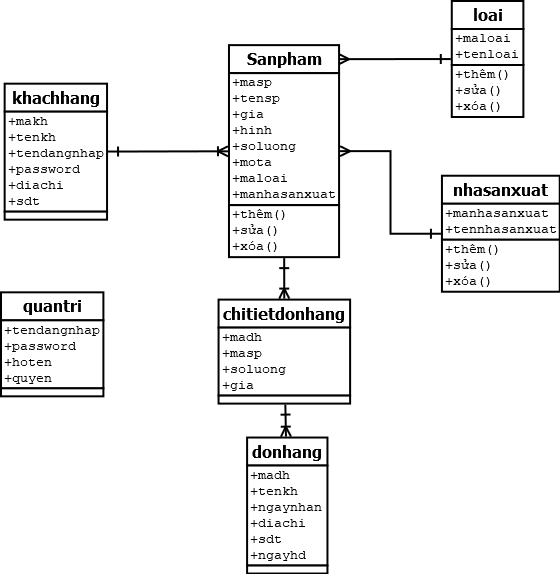 loai
+maloai
+tenloai
+thêm()
+sửa()
+xóa()
Sanpham
+masp
+tensp
+gia
+hinh
+soluong
+mota
+maloai
+manhasanxuat
+thêm()
+sửa()
+xóa()
khachhang
+makh
+tenkh
+tendangnhap
+password
+diachi
+sdt
nhasanxuat
+manhasanxuat
+tennhasanxuat
+thêm()
+sửa()
+xóa()
quantri
+tendangnhap
+password
+hoten
+quyen
chitietdonhang
+madh
+masp
+soluong
+gia
donhang
+madh
+tenkh
+ngaynhan
+diachi
+sdt
+ngayhd